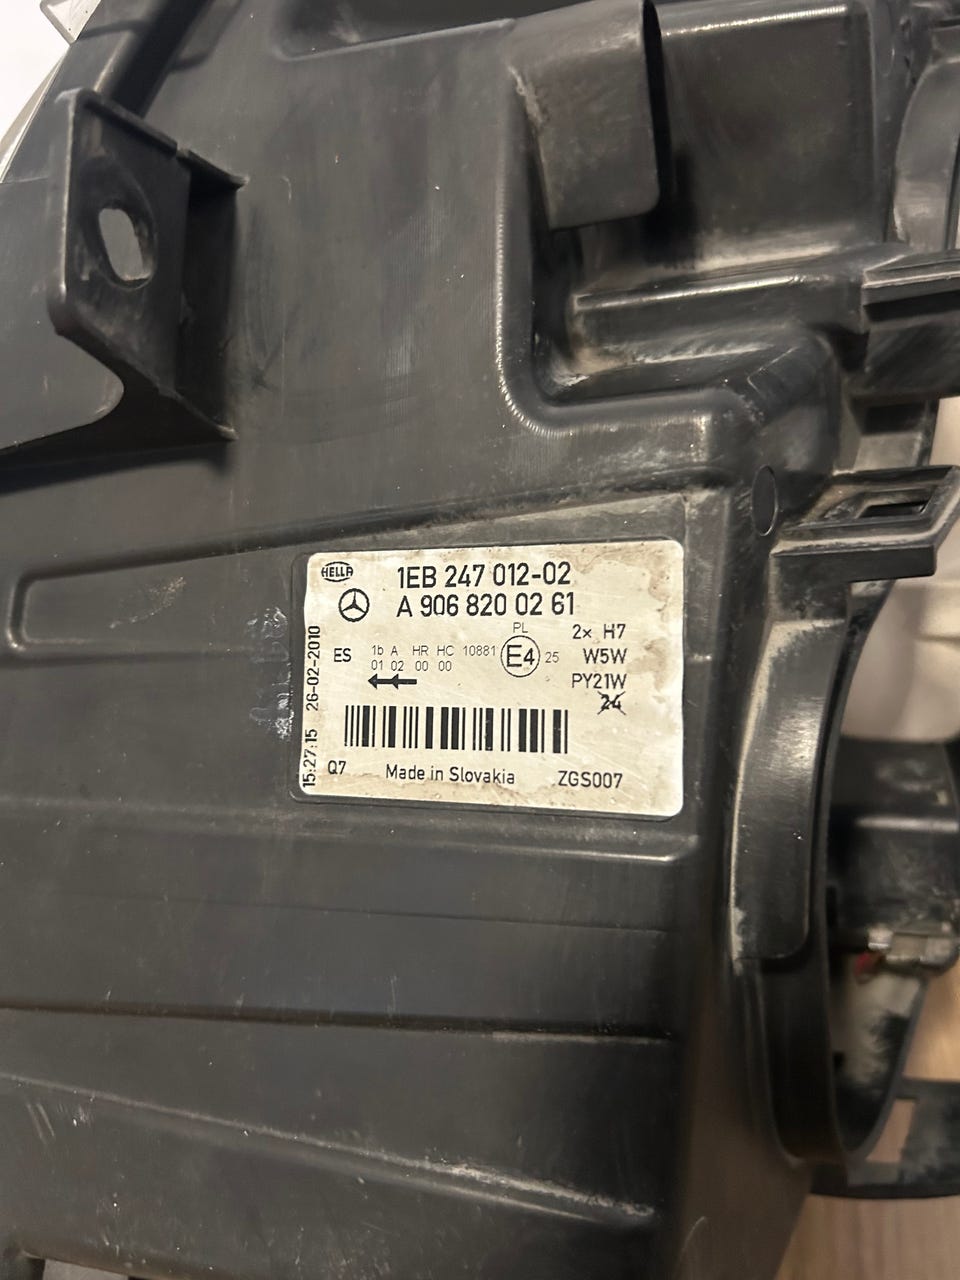 HELLA
1EB 247 012-02
A 906 820 02 61
PL
2x H7
ES 1b A HR HC 10881 E4 25 W5W
01 02 00 00
PY21W
24
15:27:15 26-02-2010
Q7 Made in Slovakia ZGS007